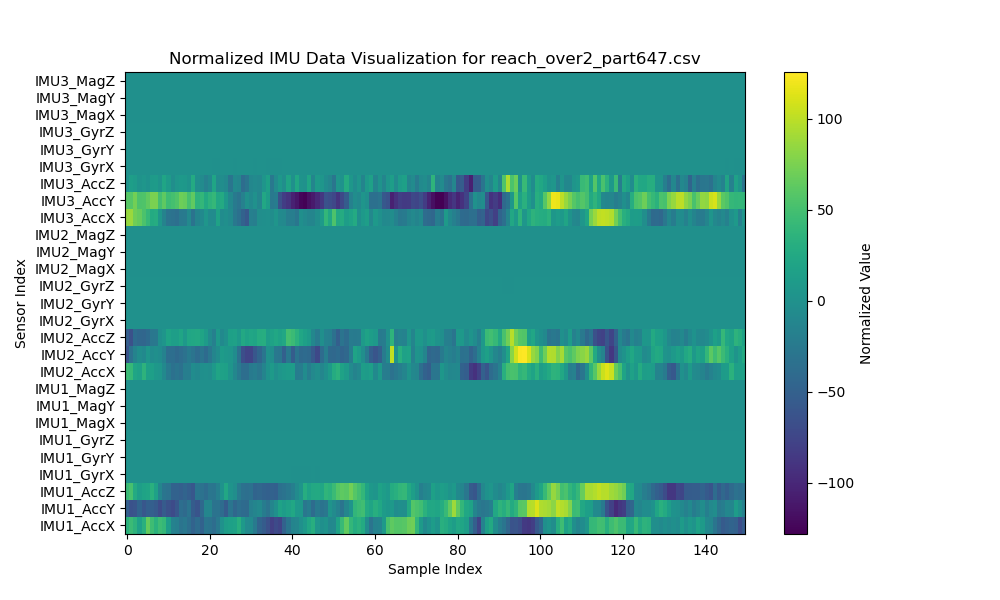 Normalized IMU Data Visualization for reach_over2_part647.csv
Sensor Index
IMU3_MagZ
IMU3_MagY
IMU3_MagX
IMU3_GyrZ
IMU3_GyrY
IMU3_GyrX
IMU3_AccZ
IMU3_AccY
IMU3_AccX
IMU2_MagZ
IMU2_MagY
IMU2_MagX
IMU2_GyrZ
IMU2_GyrY
IMU2_GyrX
IMU2_AccZ
IMU2_AccY
IMU2_AccX
IMU1_MagZ
IMU1_MagY
IMU1_MagX
IMU1_GyrZ
IMU1_GyrY
IMU1_GyrX
IMU1_AccZ
IMU1_AccY
IMU1_AccX
0 20 40 60 80 100 120 140
Sample Index
100
50
0
−50
−100
Normalized Value